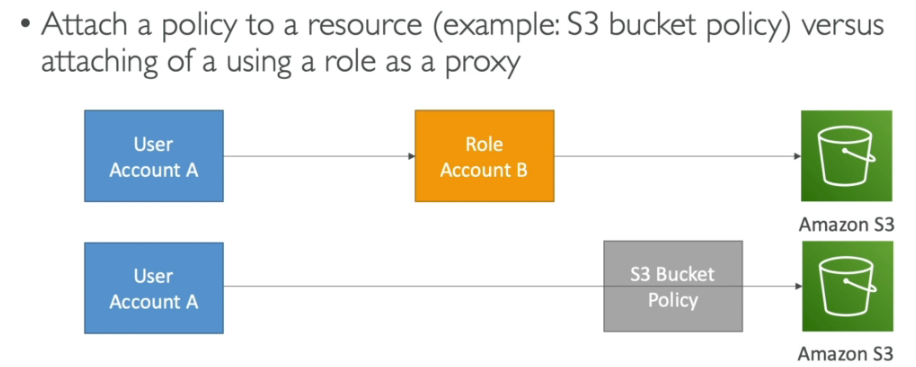 • Attach a policy to a resource (example: S3 bucket policy) versus
attaching of a using a role as a proxy
User
Account A
Role
Account B
Amazon S3
User
Account A
S3 Bucket
Policy
Amazon S3